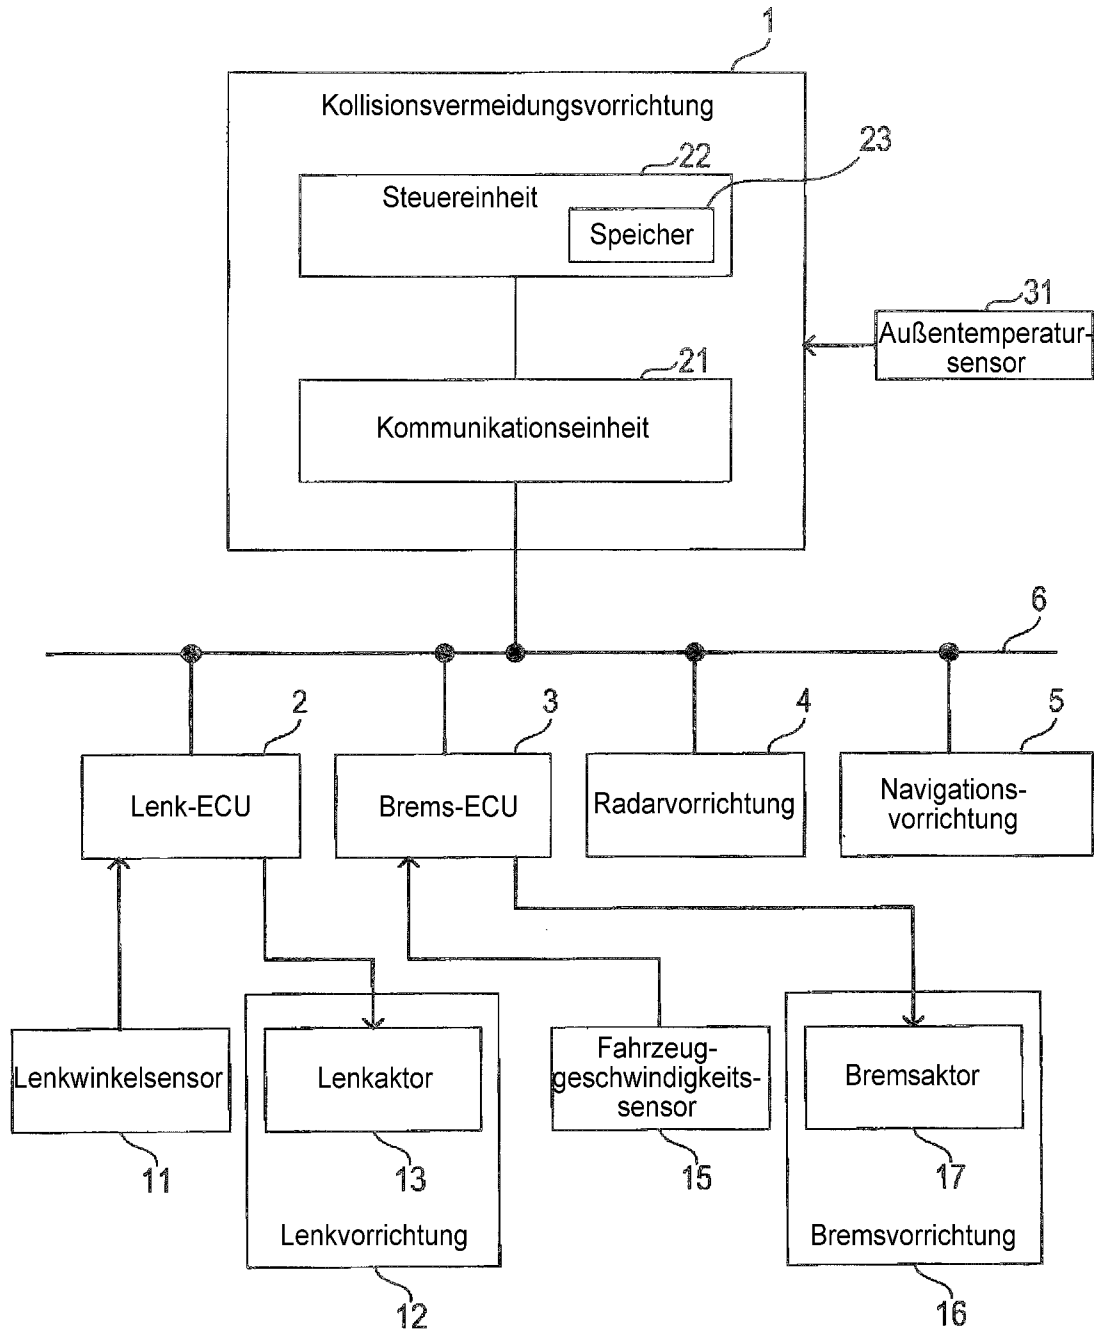 1
Kollisionsvermeidungsvorrichtung
22
23
Steuereinheit
Speicher
31
Außentemperatur-
sensor
21
Kommunikationseinheit
6
2
3
4
5
Lenk-ECU
Brems-ECU
Radarvorrichtung
Navigations-
vorrichtung
Lenkwinkelsensor
Lenkaktor
Fahrzeug-
geschwindigkeits-
sensor
Bremsaktor
11
13
15
17
Lenkvorrichtung
Bremsvorrichtung
12
16